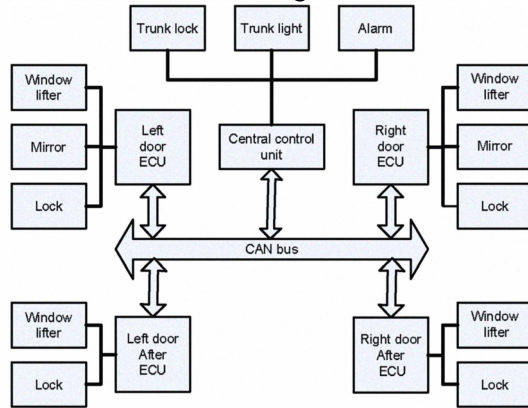 Trunk lock
Trunk light
Alarm
Window
lifter
Mirror
Lock
Left
door
ECU
Central control
unit
Right
door
ECU
Window
lifter
Mirror
Lock
CAN bus
Window
lifter
Lock
Left door
After
ECU
Right door
After
ECU
Window
lifter
Lock